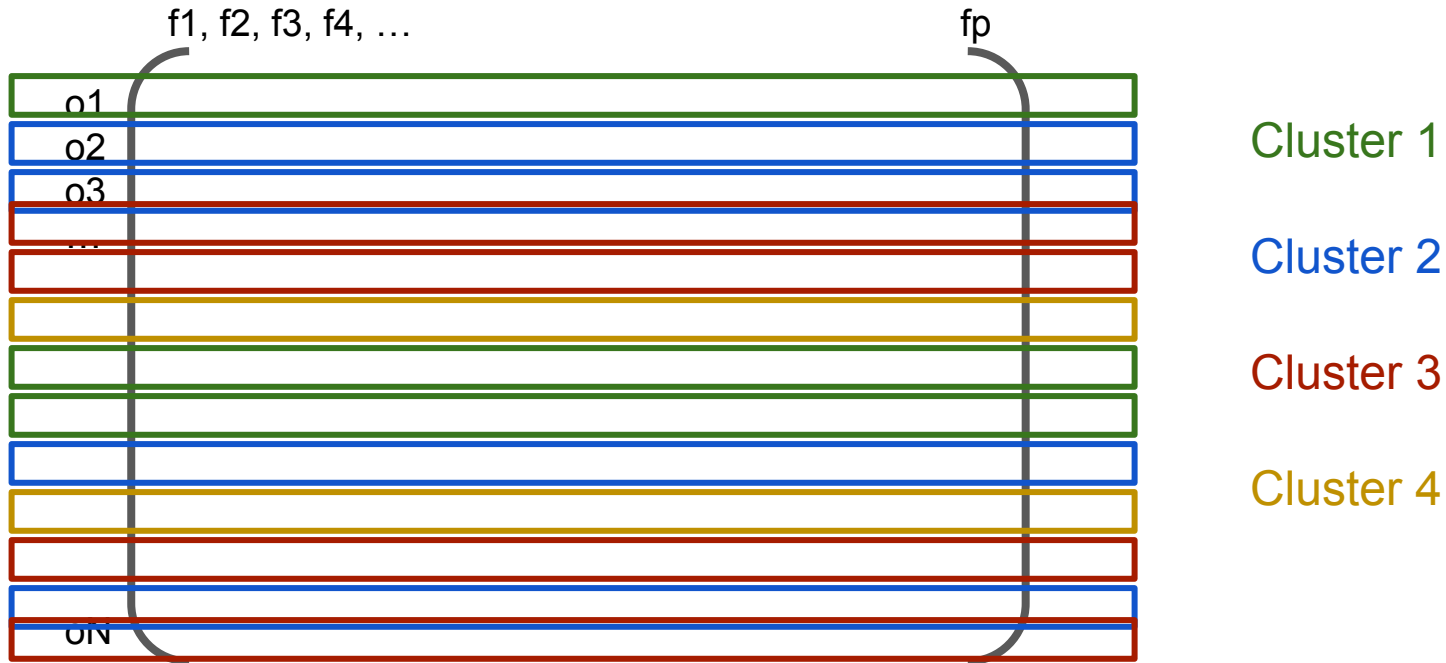 f1, f2, f3, f4, … fp
o1
o2
o3
...
oN
Cluster 1
Cluster 2
Cluster 3
Cluster 4